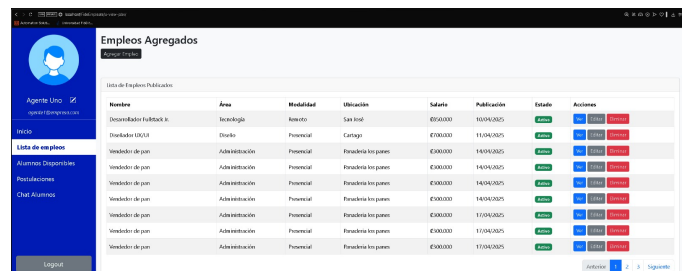 Empleos Agregados
Agregar Empleo
Agente Uno
agente1@empresa.com
Inicio
Lista de empleos
Alumnos Disponibles
Postulaciones
Chat Alumnos
Logout
Lista de Empleos Publicados
Nombre Área Modalidad Ubicación Salario Publicación Estado Acciones
Desarrollador Fullstack Jr. Tecnología Remoto San José ₡650.000 10/04/2025 Activo Ver Editar Eliminar
Diseñador UX/UI Diseño Presencial Cartago ₡700.000 11/04/2025 Activo Ver Editar Eliminar
Vendedor de pan Administración Presencial Panadería los panes ₡300.000 14/04/2025 Activo Ver Editar Eliminar
Vendedor de pan Administración Presencial Panadería los panes ₡300.000 14/04/2025 Activo Ver Editar Eliminar
Vendedor de pan Administración Presencial Panadería los panes ₡300.000 14/04/2025 Activo Ver Editar Eliminar
Vendedor de pan Administración Presencial Panadería los panes ₡300.000 14/04/2025 Activo Ver Editar Eliminar
Vendedor de pan Administración Presencial Panadería los panes ₡300.000 17/04/2025 Activo Ver Editar Eliminar
Vendedor de pan Administración Presencial Panadería los panes ₡300.000 17/04/2025 Activo Ver Editar Eliminar
Vendedor de pan Administración Presencial Panadería los panes ₡300.000 17/04/2025 Activo Ver Editar Eliminar
Anterior 1 2 3 Siguiente